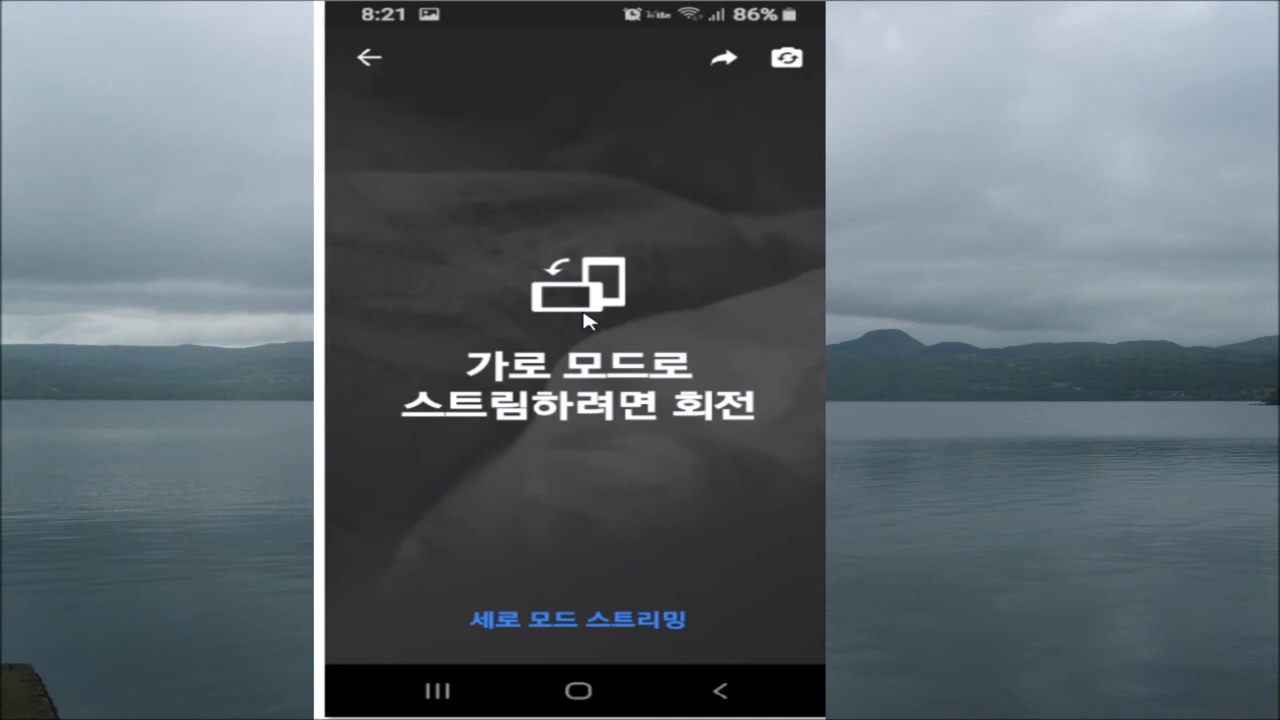 8:21
86%
가로 모드로
스트림하려면 회전
세로 모드 스트리밍